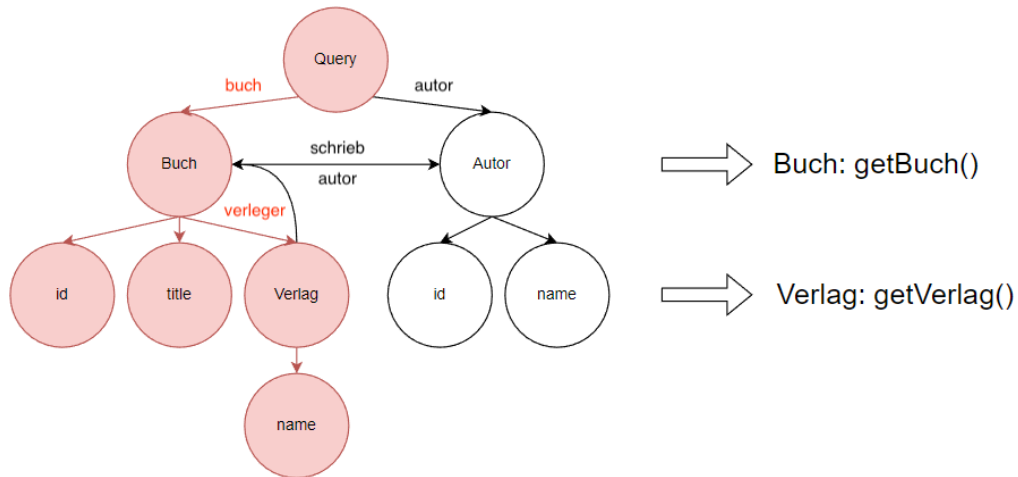 Query
buch
autor
Buch
schrieb
autor
Autor
Buch: getBuch()
verleger
id
title
Verlag
id
name
Verlag: getVerlag()
name